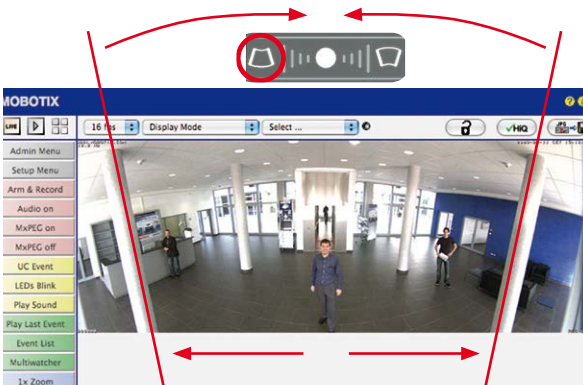 MOBOTIX
LIVE
16 fps Display Mode Select ... HiQ
Admin Menu
Setup Menu
Arm & Record
Audio on
MxPEG on
MxPEG off
UC Event
LEDs Blink
Play Sound
Play Last Event
Event List
Multiwatcher
1x Zoom